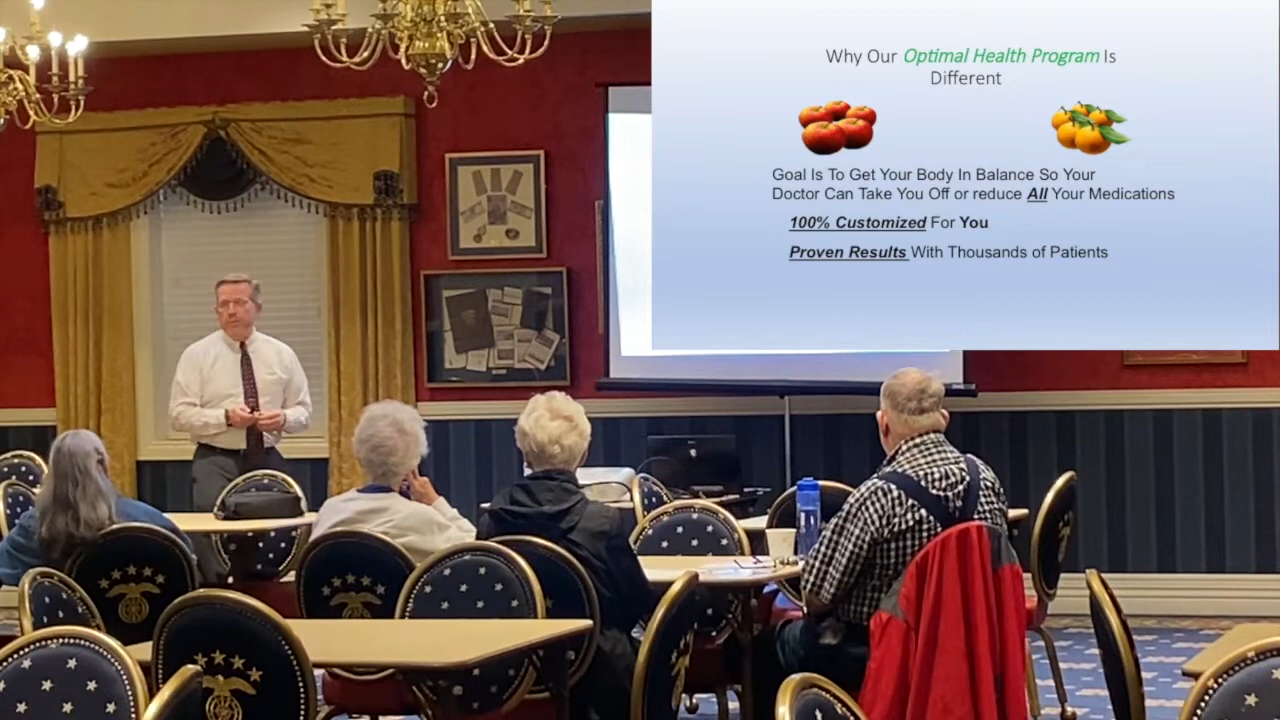 Why Our Optimal Health Program Is
Different
Goal Is To Get Your Body In Balance So Your
Doctor Can Take You Off or reduce All Your Medications
100% Customized For You
Proven Results With Thousands of Patients